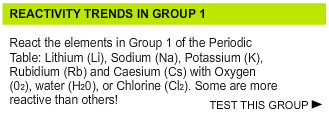 REACTIVITY TRENDS IN GROUP 1
React the elements in Group 1 of the Periodic
Table: Lithium (Li), Sodium (Na), Potassium (K),
Rubidium (Rb) and Caesium (Cs) with Oxygen
(02), water (H20), or Chlorine (Cl2). Some are more
reactive than others!
TEST THIS GROUP ►